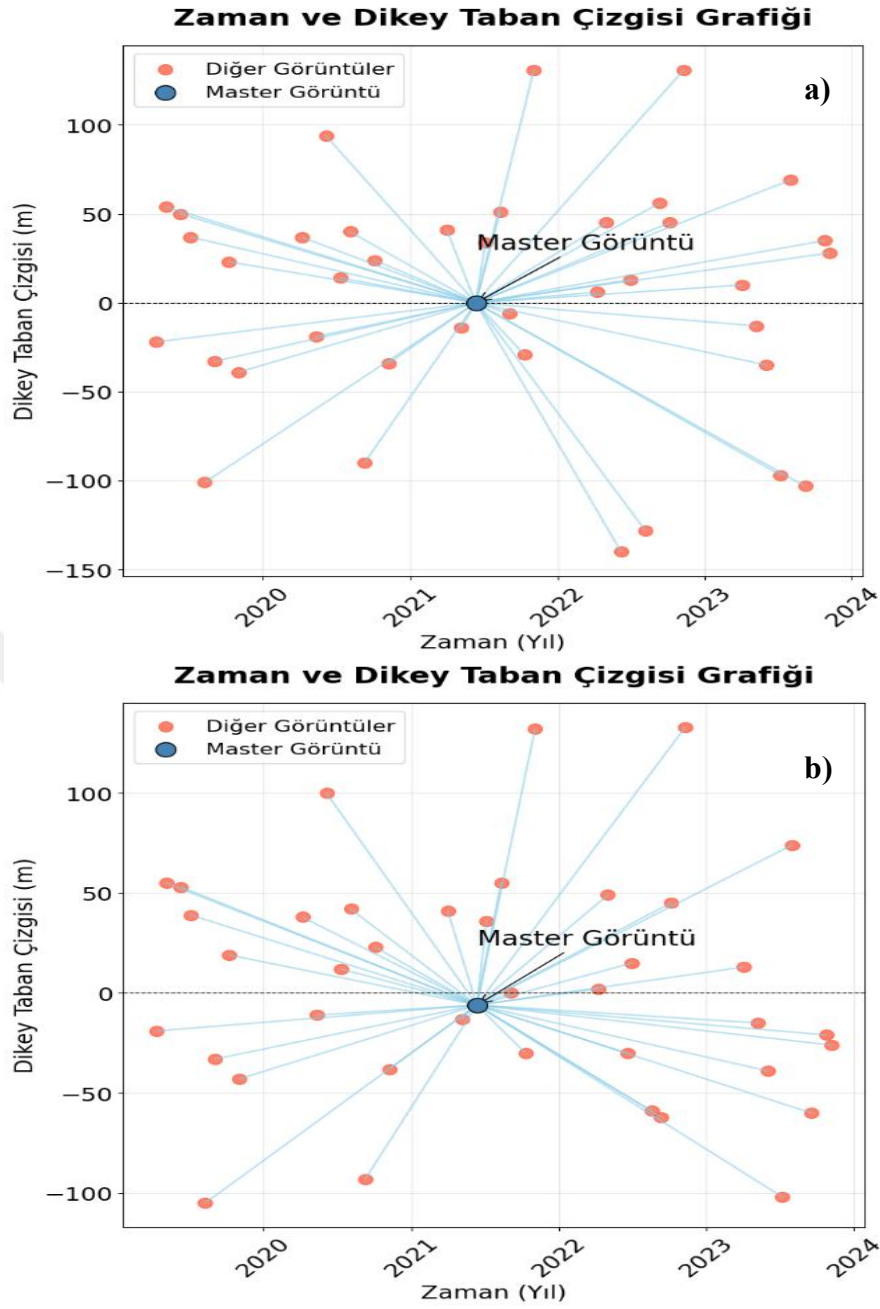 Zaman ve Dikey Taban Çizgisi Grafiği
Diğer Görüntüler
Master Görüntü
a)
Master Görüntü
Dikey Taban Çizgisi (m)
100
50
0
−50
−100
−150
2020
2021
2022
2023
2024
Zaman (Yıl)
Zaman ve Dikey Taban Çizgisi Grafiği
Diğer Görüntüler
Master Görüntü
b)
Master Görüntü
Dikey Taban Çizgisi (m)
100
50
0
−50
−100
2020
2021
2022
2023
2024
Zaman (Yıl)